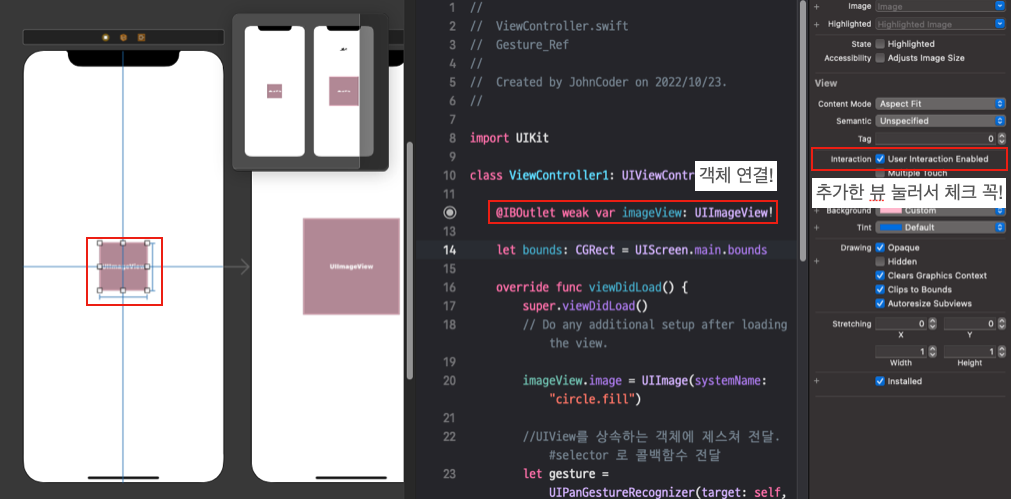 UIImageView
UIImageView
1 //
2 // ViewController.swift
3 // Gesture_Ref
4 //
5 // Created by JohnCoder on 2022/10/23.
6 //
7
8 import UIKit
9
10 class ViewController1: UIViewContr
객체 연결!
11
@IBOutlet weak var imageView: UIImageView!
13
14 let bounds: CGRect = UIScreen.main.bounds
15
16 override func viewDidLoad() {
17 super.viewDidLoad()
18 // Do any additional setup after loading
the view.
19
20 imageView.image = UIImage(systemName:
"circle.fill")
21
22 //UIView를 상속하는 객체에 제스쳐 전달.
#selector 로 콜백함수 전달
23 let gesture =
UIPanGestureRecognizer(target: self,
Image Image
Highlighted Highlighted Image
State Highlighted
Accessibility Adjusts Image Size
View
Content Mode Aspect Fit
Semantic Unspecified
Tag 0
Interaction User Interaction Enabled
Multiple Touch
추가한 뷰 눌러서 체크 꼭!
Background Custom
Tint Default
Drawing Opaque
Hidden
Clears Graphics Context
Clips to Bounds
Autoresize Subviews
Stretching 0 0
X Y
1 1
Width Height
Installed